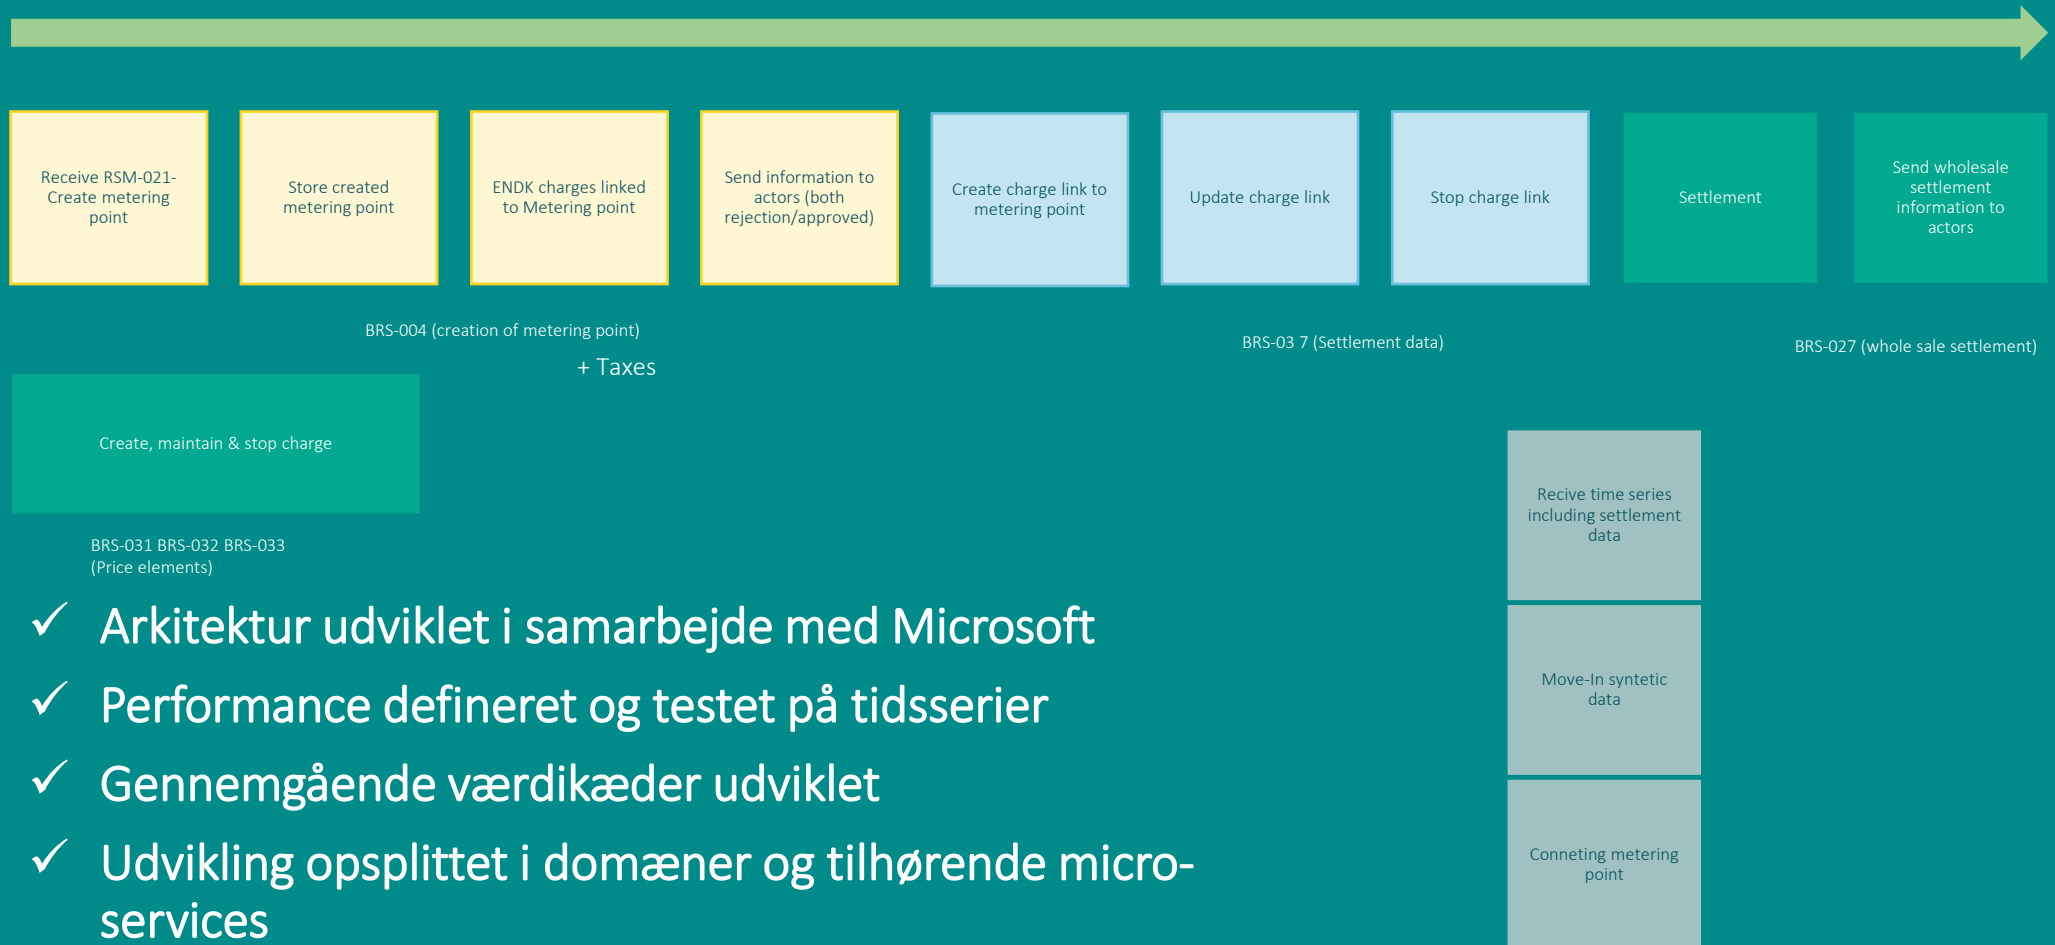 Receive RSM-021-
Create metering
point
Store created
metering point
ENDK charges linked
to Metering point
Send information to
actors (both
rejection/approved)
Create charge link to
metering point
Update charge link
Stop charge link
Settlement
Send wholesale
settlement
information to
actors
BRS-004 (creation of metering point)
+ Taxes
BRS-03 7 (Settlement data)
BRS-027 (whole sale settlement)
Create, maintain & stop charge
BRS-031 BRS-032 BRS-033
(Price elements)
Recive time series
including settlement
data
Move-In syntetic
data
Conneting metering
point
✓ Arkitektur udviklet i samarbejde med Microsoft
✓ Performance defineret og testet på tidsserier
✓ Gennemgående værdikæder udviklet
✓ Udvikling opsplittet i domæner og tilhørende micro-
services